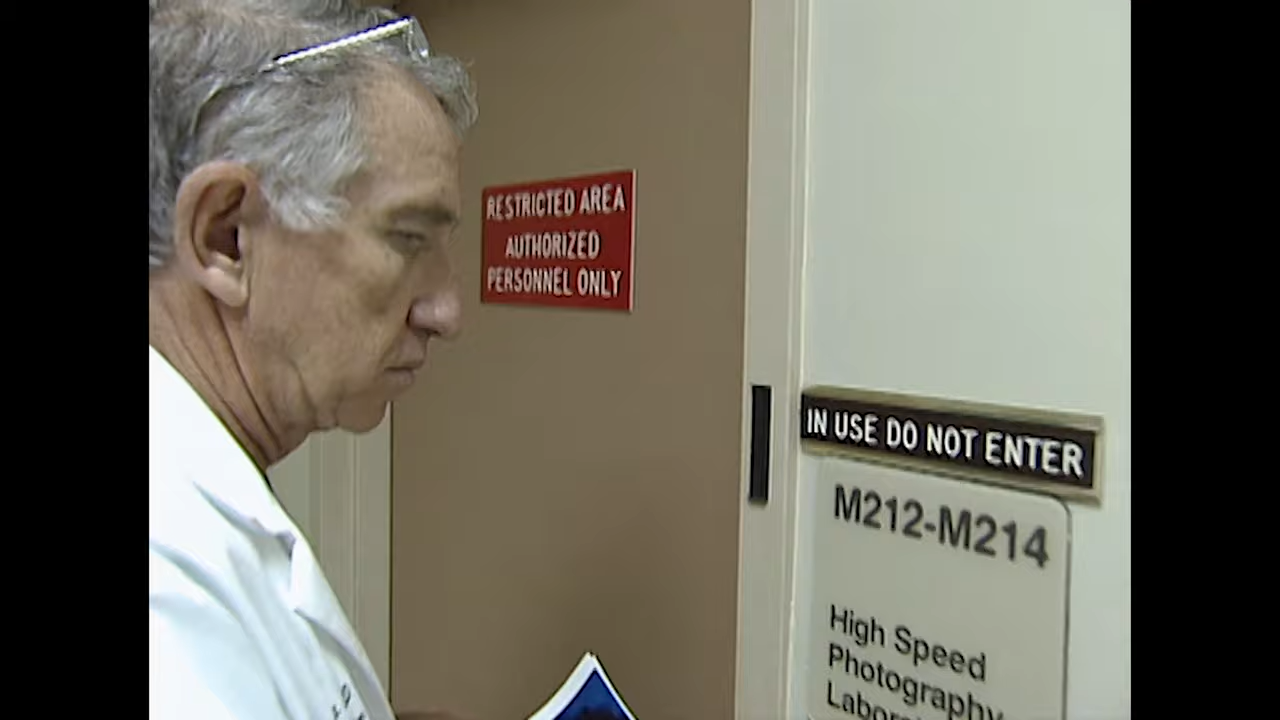 RESTRICTED AREA
AUTHORIZED
PERSONNEL ONLY
IN USE DO NOT ENTER
M212-M214
High Speed
Photography